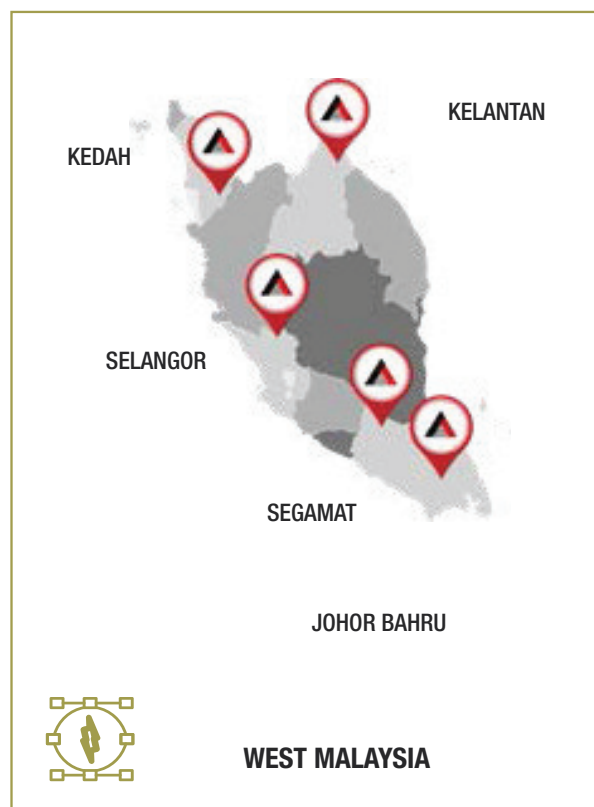 KELANTAN
KEDAH
SELANGOR
SEGAMAT
JOHOR BAHRU
WEST MALAYSIA